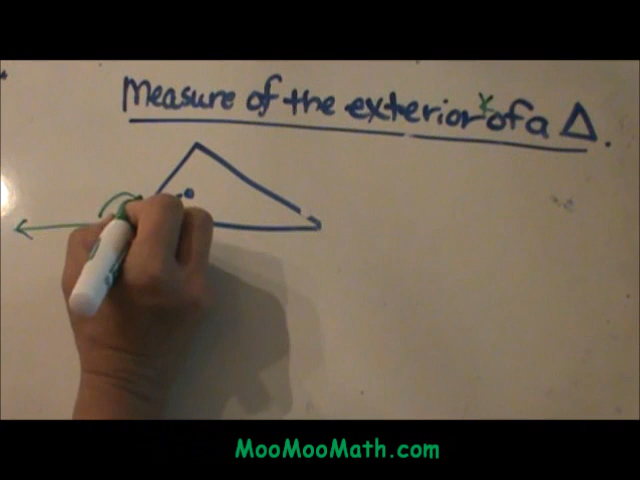 Measure of the exterior ∢ of a Δ.
MooMooMath.com